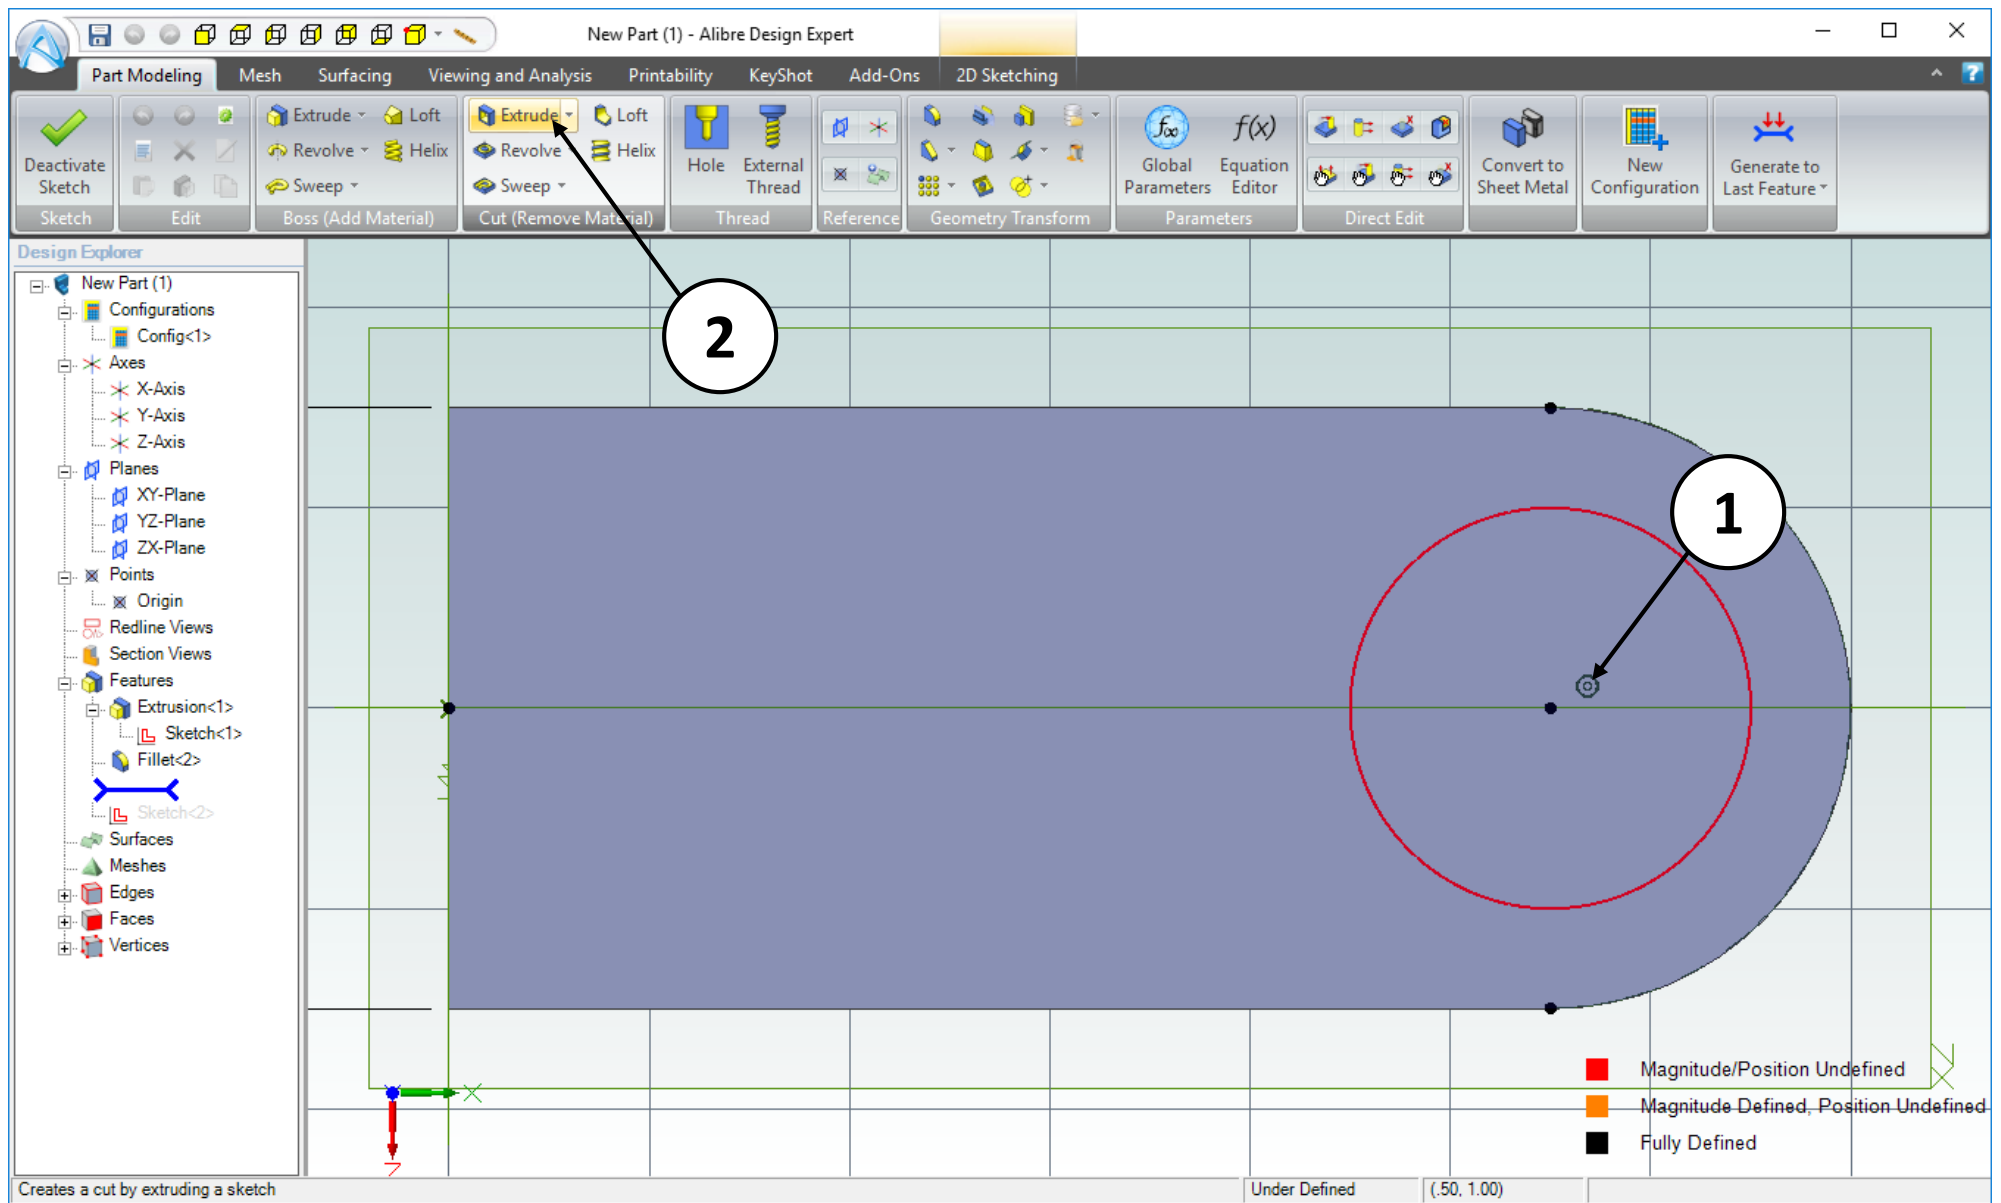 New Part (1) - Alibre Design Expert
Part Modeling Mesh Surfacing Viewing and Analysis Printability KeyShot Add-Ons 2D Sketching
Deactivate Sketch
Sketch
Edit
Extrude Loft
Revolve Helix
Sweep
Boss (Add Material)
Extrude Loft
Revolve Helix
Sweep
Cut (Remove Material)
Hole
External Thread
Thread
Reference
Geometry Transform
Global Parameters
f(x)
Equation Editor
Parameters
Direct Edit
Convert to Sheet Metal
New Configuration
Generate to Last Feature
Design Explorer
New Part (1)
Configurations
Config<1>
Axes
X-Axis
Y-Axis
Z-Axis
Planes
XY-Plane
YZ-Plane
ZX-Plane
Points
Origin
Redline Views
Section Views
Features
Extrusion<1>
Sketch<1>
Fillet<2>
Sketch<2>
Surfaces
Meshes
Edges
Faces
Vertices
2
1
X
Z
Magnitude/Position Undefined
Magnitude Defined, Position Undefined
Fully Defined
Creates a cut by extruding a sketch
Under Defined
(.50, 1.00)